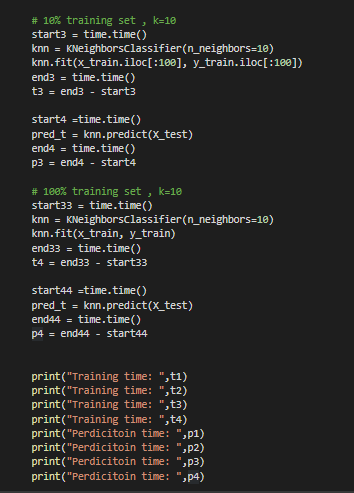 # 10% training set , k=10
start3 = time.time()
knn = KNeighborsClassifier(n_neighbors=10)
knn.fit(x_train.iloc[:100], y_train.iloc[:100])
end3 = time.time()
t3 = end3 - start3
start4 =time.time()
pred_t = knn.predict(X_test)
end4 = time.time()
p3 = end4 - start4
# 100% training set , k=10
start33 = time.time()
knn = KNeighborsClassifier(n_neighbors=10)
knn.fit(x_train, y_train)
end33 = time.time()
t4 = end33 - start33
start44 =time.time()
pred_t = knn.predict(X_test)
end44 = time.time()
p4 = end44 - start44
print("Training time: ",t1)
print("Training time: ",t2)
print("Training time: ",t3)
print("Training time: ",t4)
print("Perdicitoin time: ",p1)
print("Perdicitoin time: ",p2)
print("Perdicitoin time: ",p3)
print("Perdicitoin time: ",p4)